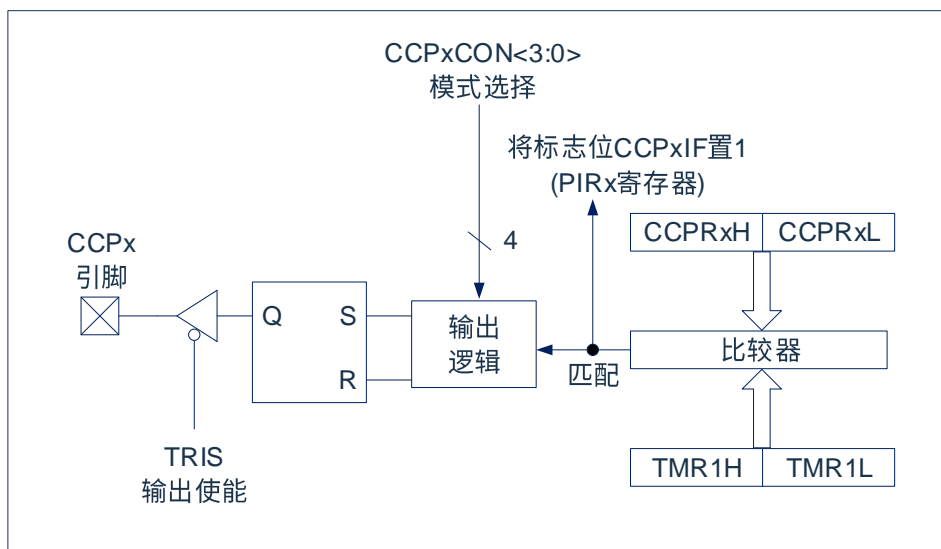 CCPxCON<3:0>
模式选择
将标志位CCPxIF置1
(PIRx寄存器)
4
CCPRxH CCPRxL
CCPx
引脚
Q S
R
输出
逻辑
比较器
匹配
TRIS
输出使能
TMR1H TMR1L